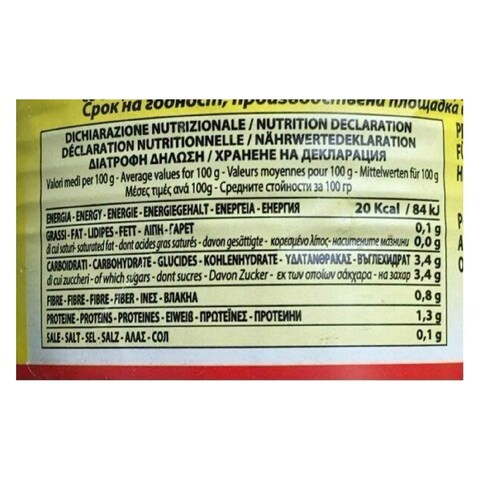 Срок на годност, производствена площадка
DICHIARAZIONE NUTRIZIONALE / NUTRITION DECLARATION
DÉCLARATION NUTRITIONNELLE / NÄHRWERTEDEKLARATION
ΔΙΑΤΡΟΦΗ ΔΗΛΩΣΗ / ХРАНЕНЕ НА ДЕКЛАРАЦИЯ
Valori medi per 100 g - Average values for 100 g - Valeurs moyennes pour 100 g - Mittelwerten für 100 g
Μέσες τιμές ανά 100g - Средните стойности за 100 гр
ENERGIA - ENERGY - ENERGIE - ENERGIEGEHALT - ΕΝΕΡΓΕΙΑ - ЕНЕРГИЯ 20 Kcal / 84 kJ
GRASSI - FAT - LIPIDES - FETT - ΛΙΠΗ - ГАРЕТ 0,1 g
di cui saturi - saturated fat - dont acides gras saturés - davon gesättigte - κορεσμένο λίπος - наситените мазнини 0,0 g
CARBOIDRATI - CARBOHYDRATE - GLUCIDES - KOHLENHYDRATE - ΥΔΑΤΑΝΘΡΑΚΑΣ - ВЪГЛЕХИДРАТ 3,4 g
di cui zuccheri - of which sugars - dont sucres - Davon Zucker - εκ των οποίων σάκχαρα - на захар 3,4 g
FIBRE - FIBRE - FIBRE - FIBER - ΙΝΕΣ - ВЛАКНА 0,8 g
PROTEINE - PROTEINS - PROTEINES - EIWEIß - ΠΡΩΤΕΪΝΕΣ - ПРОТЕИНИ 1,3 g
SALE - SALT - SEL - SALZ - ΑΛΑΣ - СОЛ 0,1 g